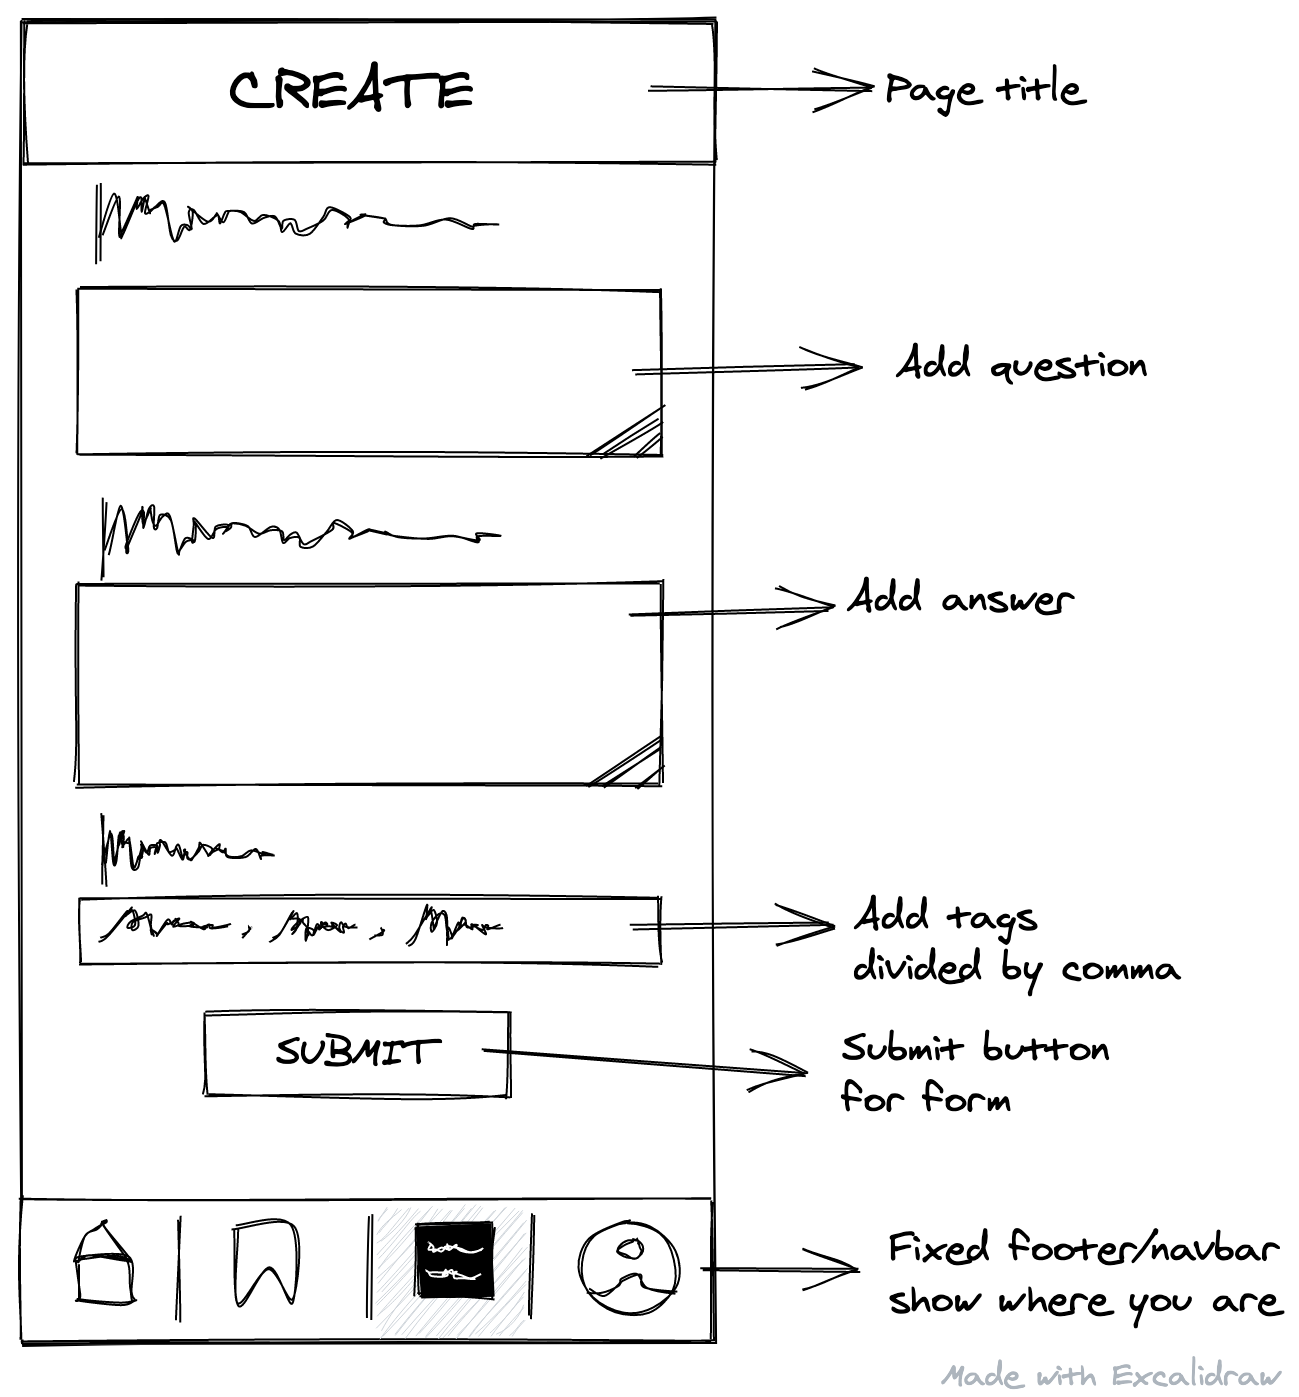 CREATE
Page title
Add question
Add answer
,
,
Add tags
divided by comma
SUBMIT
Submit button
for form
Fixed footer/navbar
show where you are
Made with Excalidraw